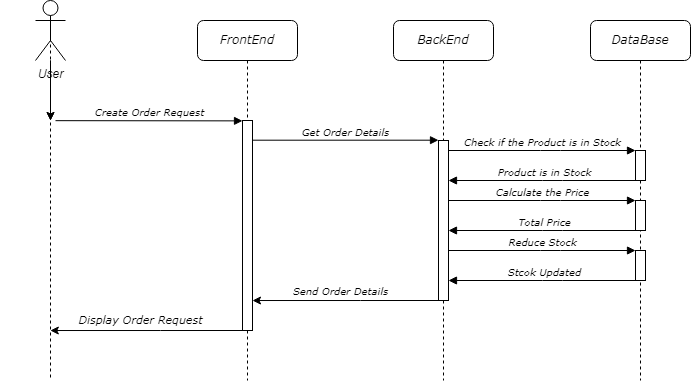 FrontEnd
BackEnd
DataBase
User
Create Order Request
Get Order Details
Check if the Product is in Stock
Product is in Stock
Calculate the Price
Total Price
Reduce Stock
Stcok Updated
Send Order Details
Display Order Request